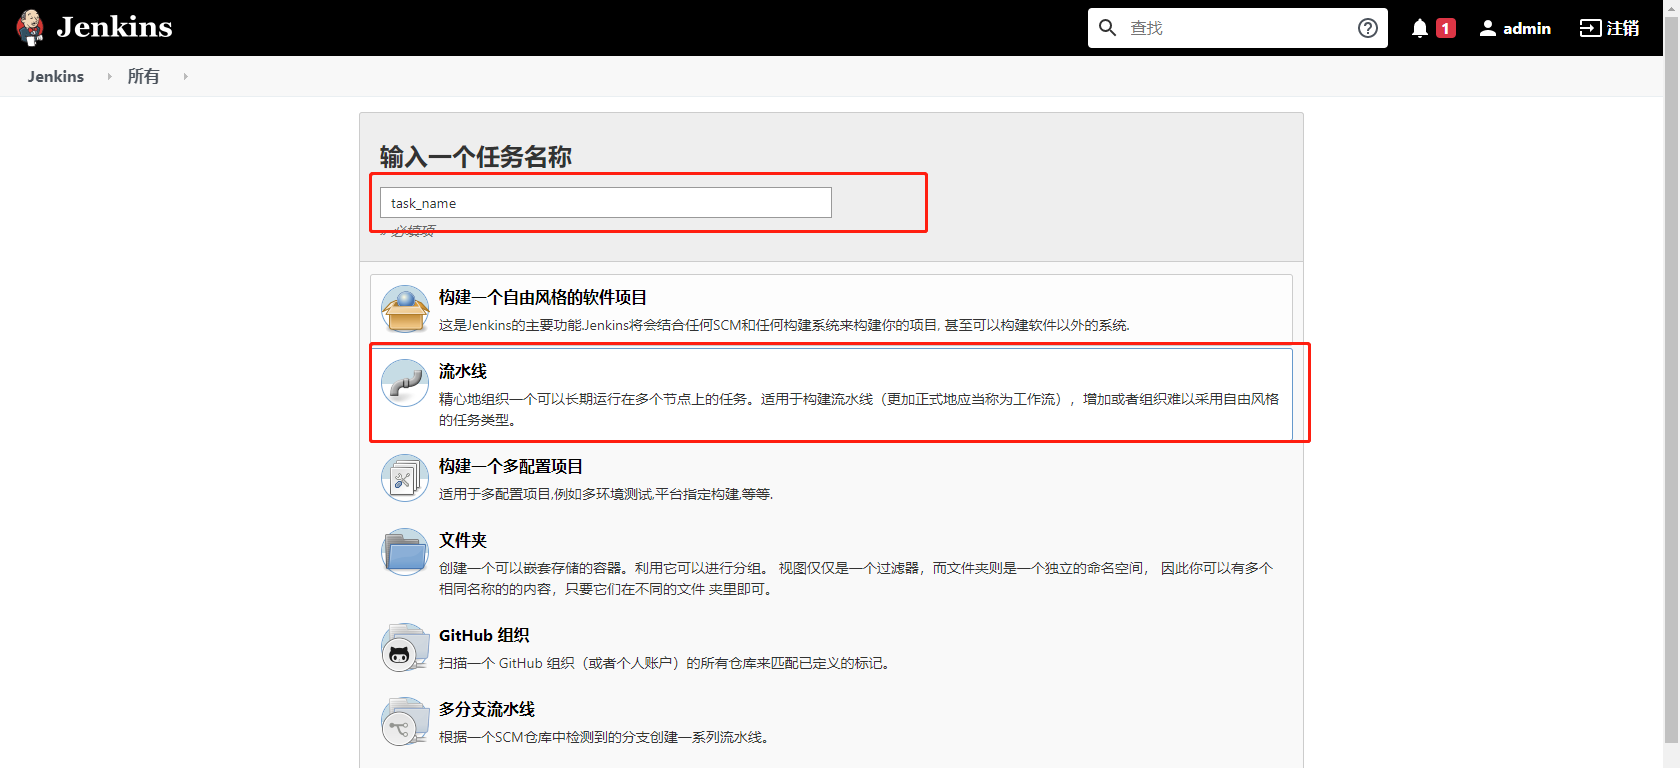 Jenkins
查找
1
admin
注销
Jenkins
所有
输入一个任务名称
task_name
» 必填项
构建一个自由风格的软件项目
这是Jenkins的主要功能.Jenkins将会结合任何SCM和任何构建系统来构建你的项目, 甚至可以构建软件以外的系统.
流水线
精心地组织一个可以长期运行在多个节点上的任务。适用于构建流水线（更加正式地应当称为工作流），增加或者组织难以采用自由风格
的任务类型。
构建一个多配置项目
适用于多配置项目,例如多环境测试,平台指定构建,等等.
文件夹
创建一个可以嵌套存储的容器。利用它可以进行分组。 视图仅仅是一个过滤器，而文件夹则是一个独立的命名空间， 因此你可以有多个
相同名称的的内容，只要它们在不同的文件 夹里即可。
GitHub 组织
扫描一个 GitHub 组织（或者个人账户）的所有仓库来匹配已定义的标记。
多分支流水线
根据一个SCM仓库中检测到的分支创建一系列流水线。